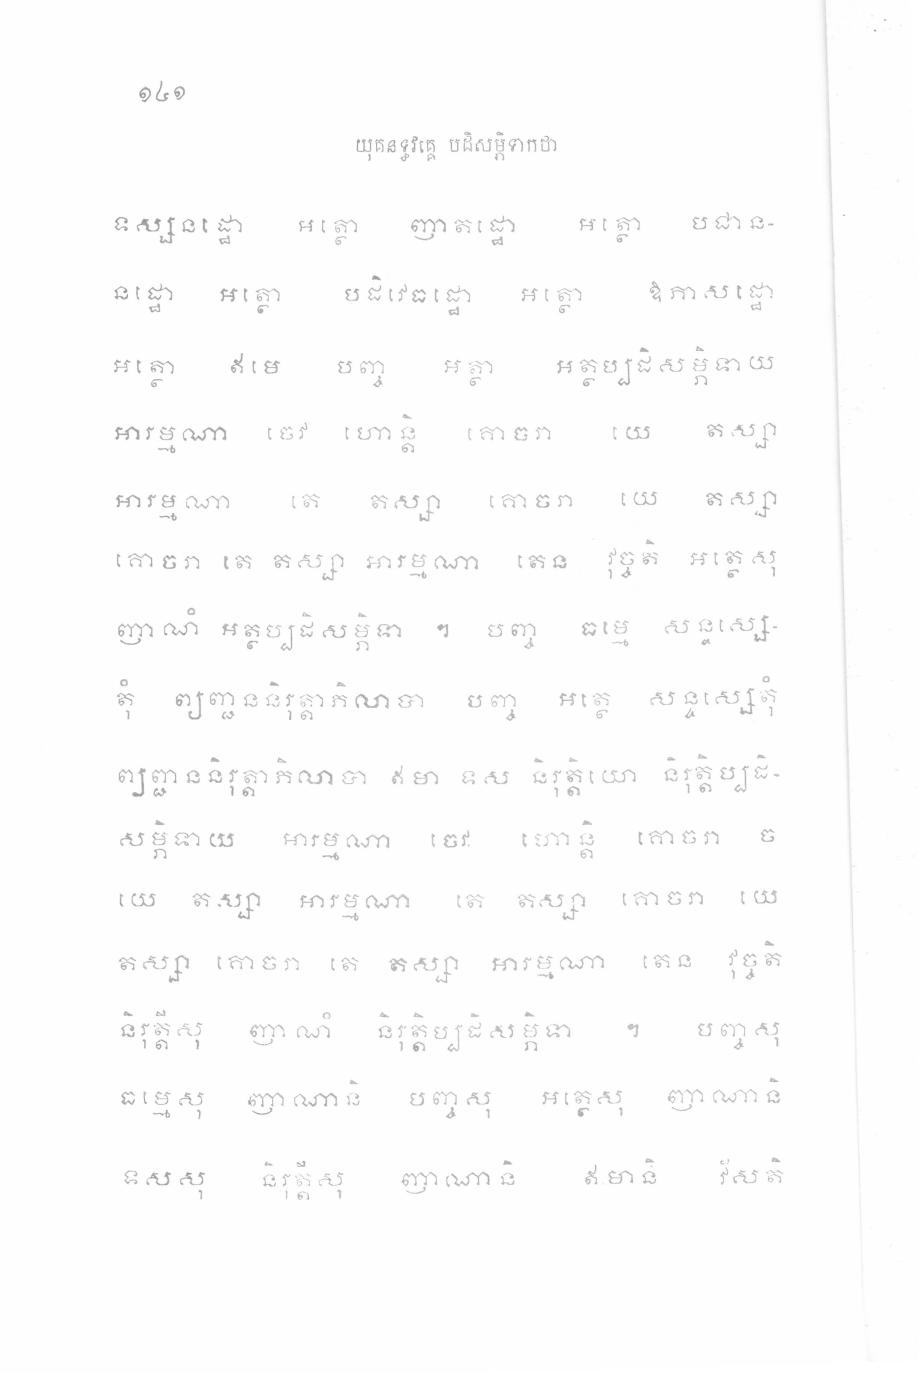 ១៤១
យុគនទ្ធវគ្គេ បដិសម្ភិទាកថា
ទស្សនដ្ឋោ អត្ថោ ញាតដ្ឋោ អត្ថោ បជាន-
នដ្ឋោ អត្ថោ បដិវេធដ្ឋោ អត្ថោ ឱភាសដ្ឋោ
អត្ថោ ឥមេ បញ្ច អត្ថា អត្ថប្បដិសម្ភិទាយ
អារម្មណា ចេវ ហោន្តិ គោចរា យេ តស្សា
អារម្មណា តេ តស្សា គោចរា យេ តស្សា
គោចរា តេ តស្សា អារម្មណា តេន វុច្ចតិ អត្ថេសុ
ញាណំ អត្ថប្បដិសម្ភិទា ។ បញ្ច ធម្មេ សន្ទស្សេ-
តុំ ព្យញ្ជននិរុត្តាភិលាបា បញ្ច អត្ថេ សន្ទស្សេតុំ
ព្យញ្ជននិរុត្តាភិលាបា ឥមា ទស និរុត្តិយោ និរុត្តិប្បដិ-
សម្ភិទាយ អារម្មណា ចេវ ហោន្តិ គោចរា ច
យេ តស្សា អារម្មណា តេ តស្សា គោចរា យេ
តស្សា គោចរា តេ តស្សា អារម្មណា តេន វុច្ចតិ
និរុត្តីសុ ញាណំ និរុត្តិប្បដិសម្ភិទា ។ បញ្ចសុ
ធម្មេសុ ញាណានិ បញ្ចសុ អត្ថេសុ ញាណានិ
ទសសុ និរុត្តីសុ ញាណានិ ឥមានិ វីសតិ